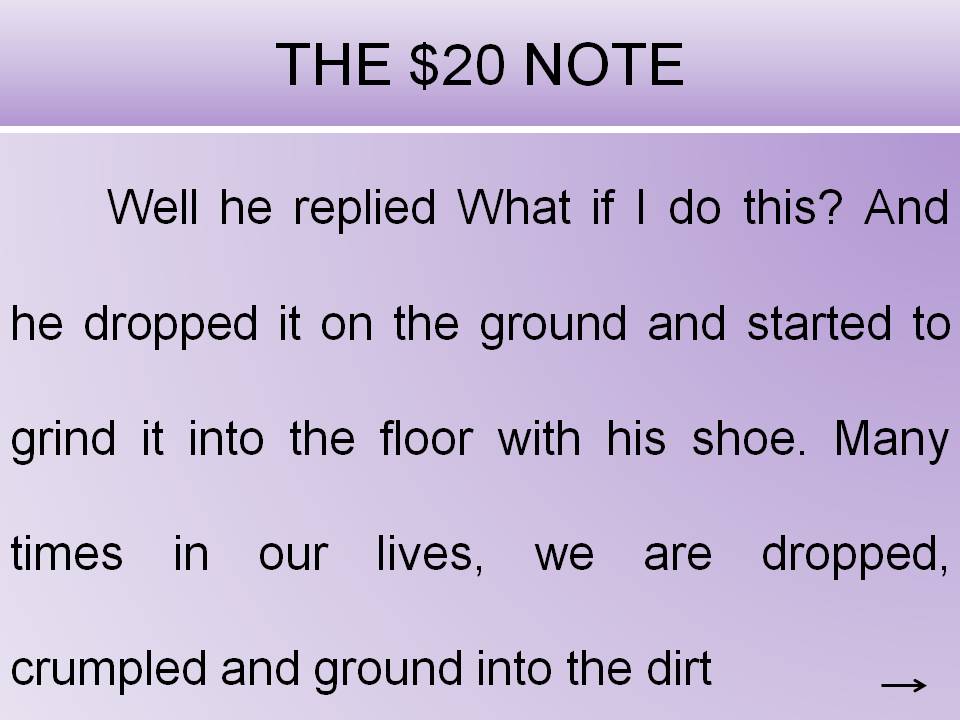 THE $20 NOTE
Well he replied What if I do this? And
he dropped it on the ground and started to
grind it into the floor with his shoe. Many
times in our lives, we are dropped,
crumpled and ground into the dirt